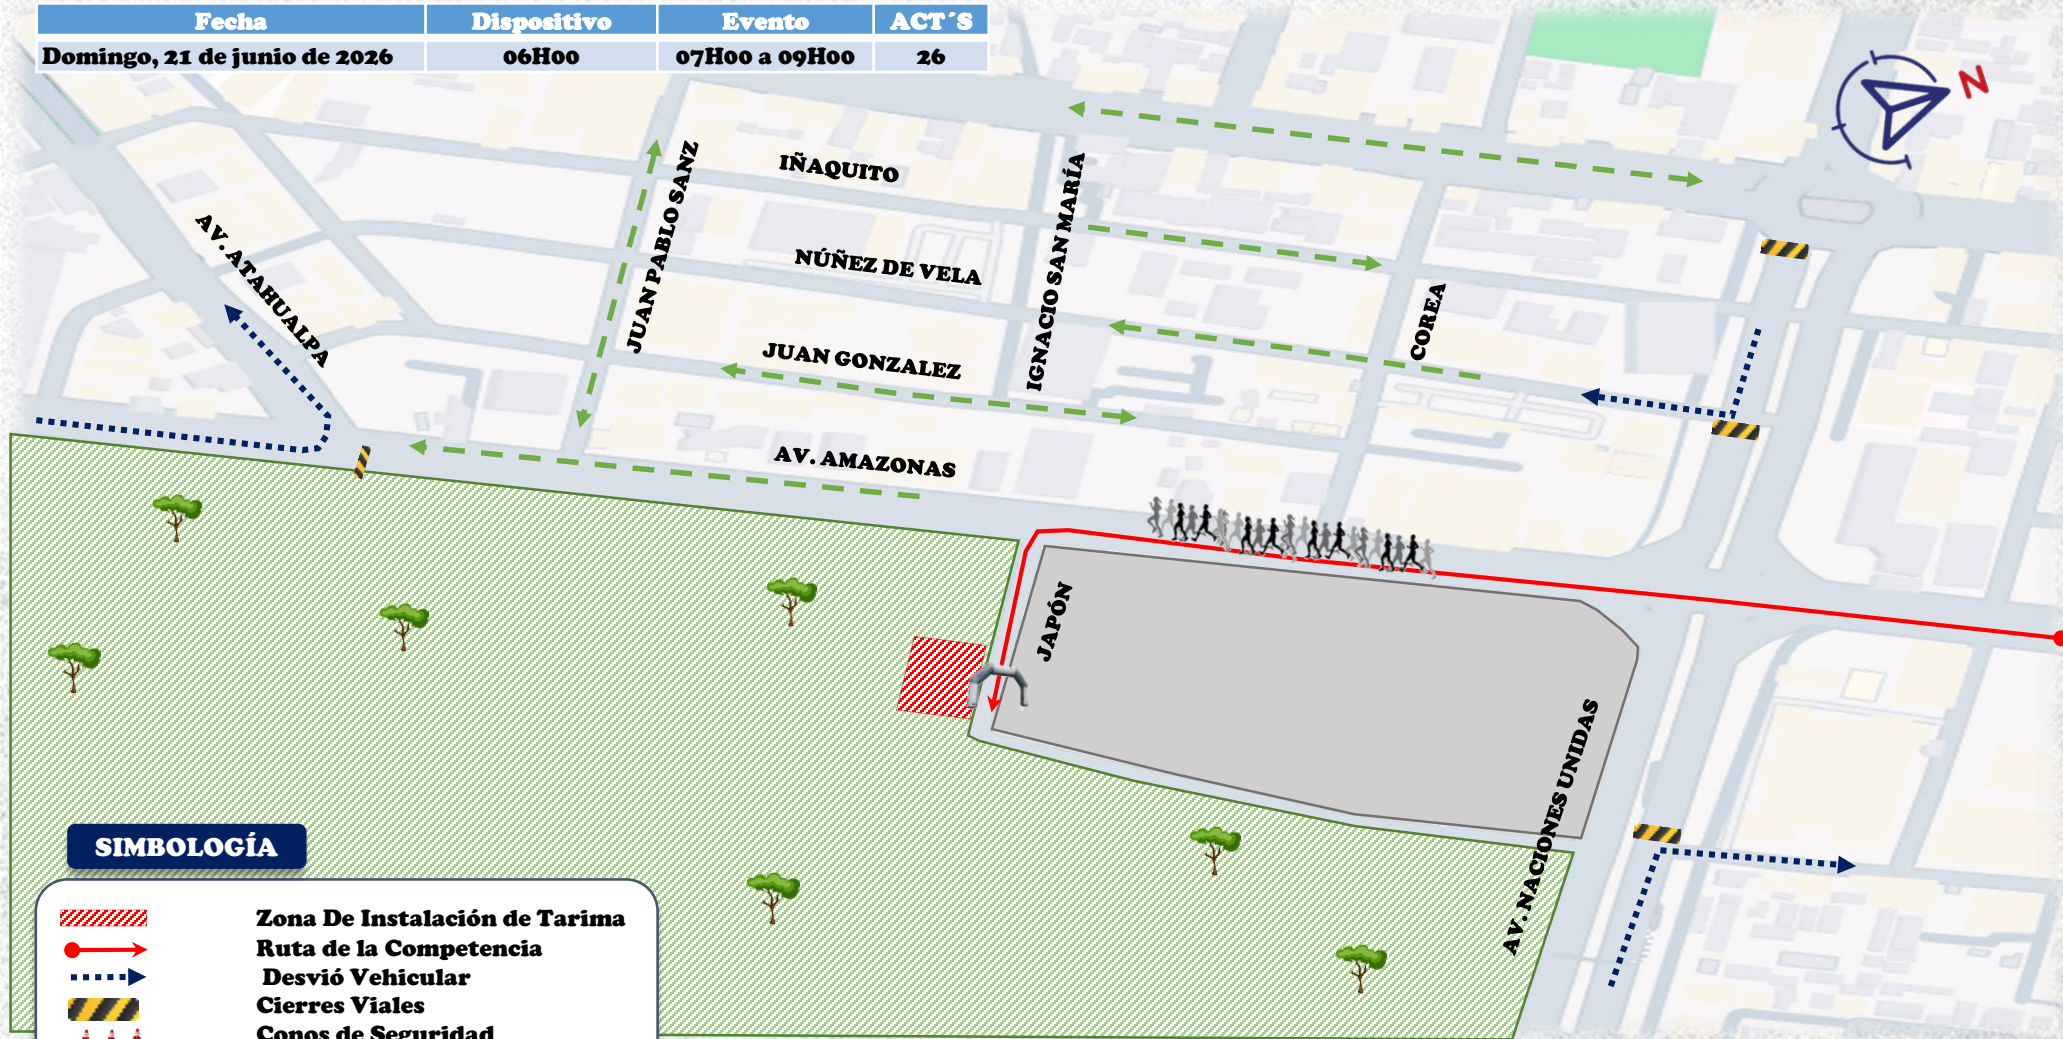 Fecha Dispositivo Evento ACT´S
Domingo, 21 de junio de 2026 06H00 07H00 a 09H00 26
N
IÑAQUITO
JUAN PABLO SANZ
IGNACIO SAN MARÍA
AV. ATAHUALPA
NÚÑEZ DE VELA
COREA
JUAN GONZALEZ
AV. AMAZONAS
JAPÓN
AV. NACIONES UNIDAS
SIMBOLOGÍA
Zona De Instalación de Tarima
Ruta de la Competencia
Desvió Vehicular
Cierres Viales
Conos de Seguridad